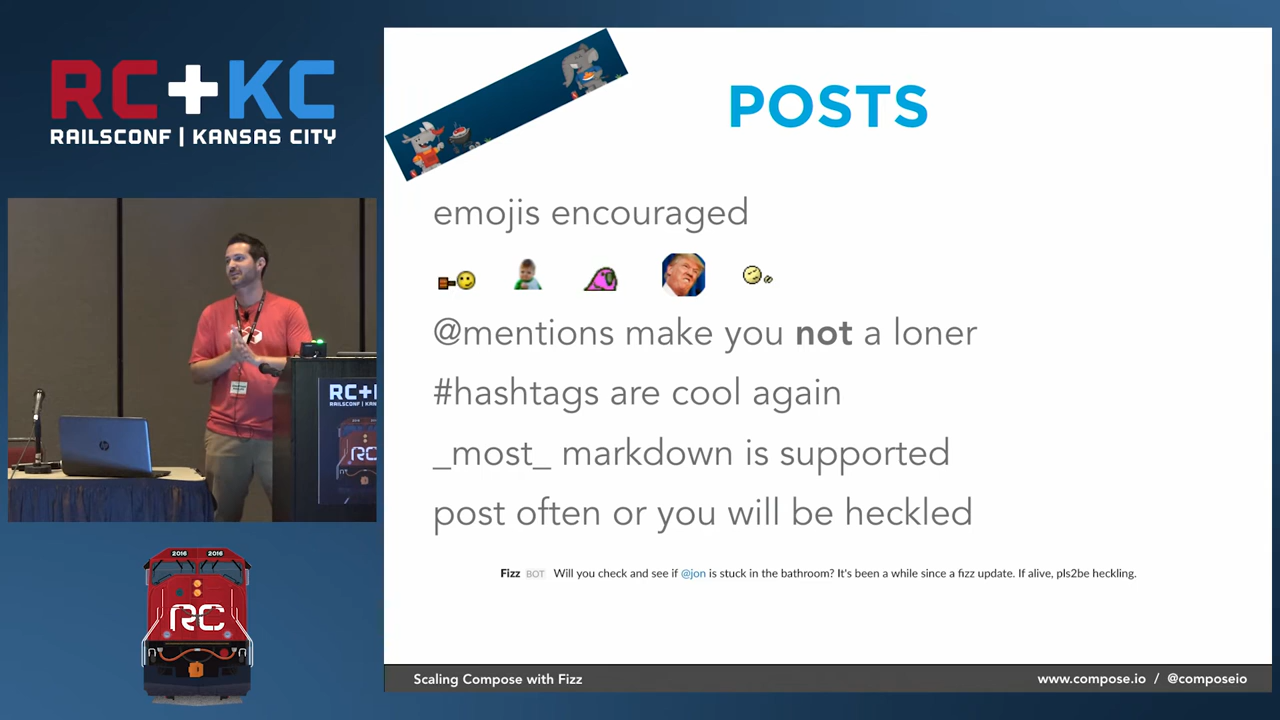 RC+KC
RAILSCONF | KANSAS CITY
POSTS
emojis encouraged
@mentions make you not a loner
#hashtags are cool again
_most_ markdown is supported
post often or you will be heckled
Fizz BOT Will you check and see if @jon is stuck in the bathroom? It's been a while since a fizz update. If alive, pls2be heckling.
Scaling Compose with Fizz
www.compose.io / @composeio
RC+K
RAILSCONF | KAN
RC
hp
2016 2016
RC